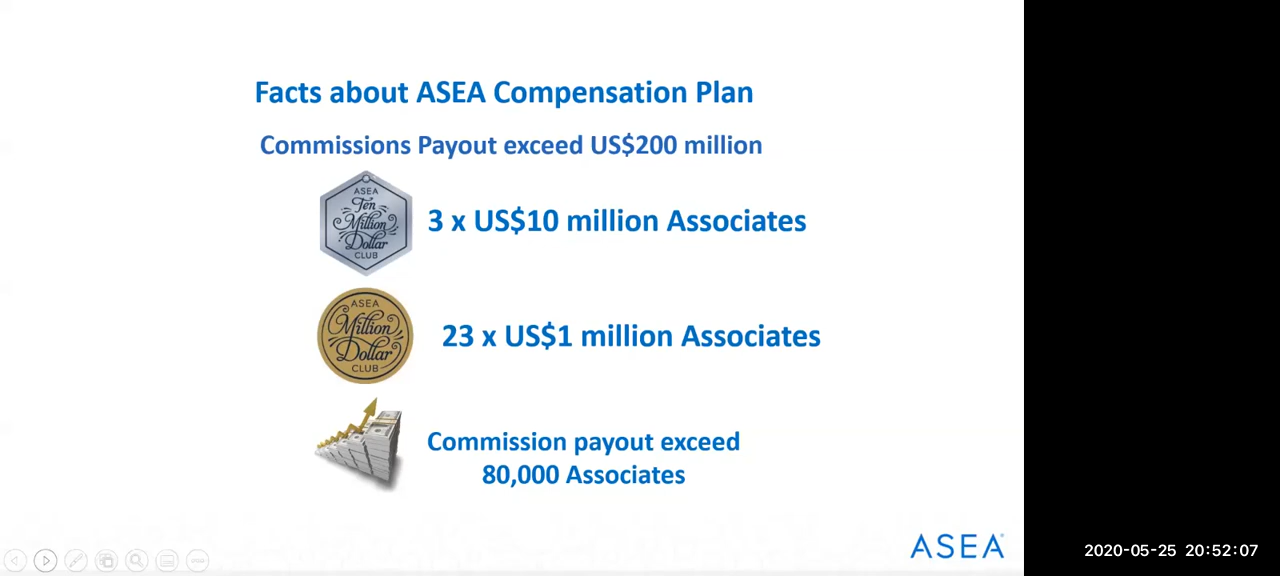 Facts about ASEA Compensation Plan
Commissions Payout exceed US$200 million
ASEA
Ten
Million
Dollar
CLUB
3 x US$10 million Associates
ASEA
Million
Dollar
CLUB
23 x US$1 million Associates
Commission payout exceed
80,000 Associates
ASEA
2020-05-25 20:52:07